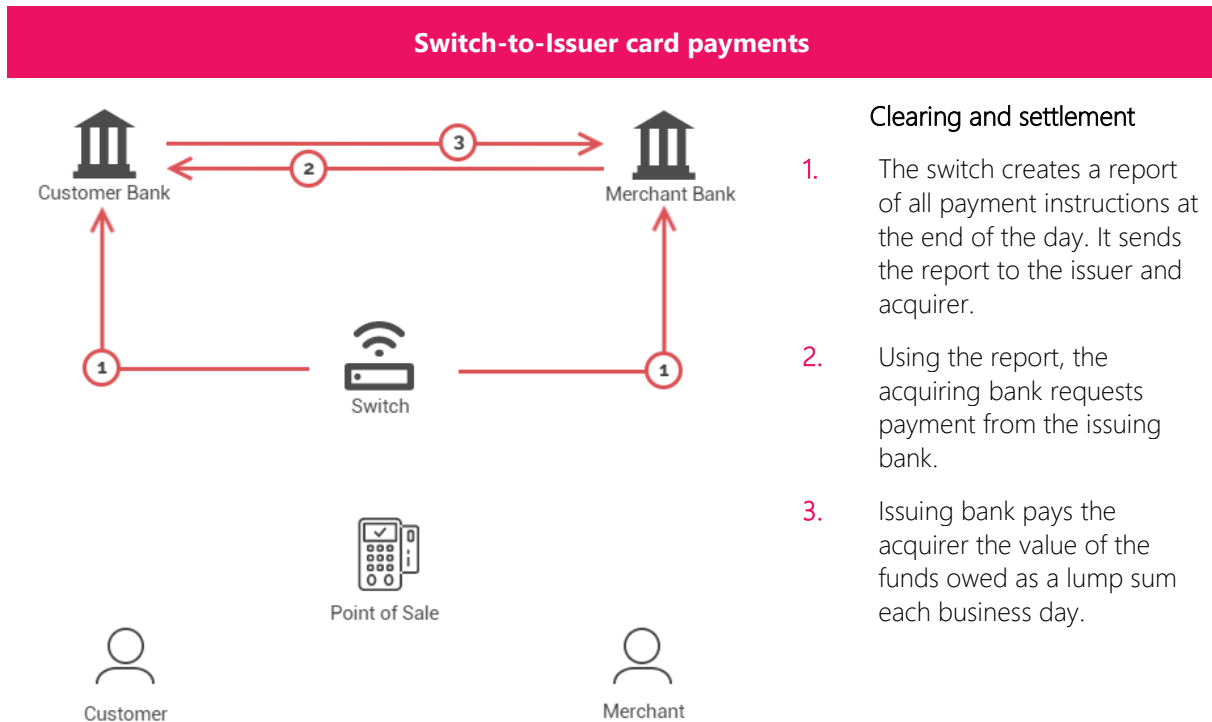 Switch-to-Issuer card payments
3
2
Customer Bank
Merchant Bank
1
1
Switch
Point of Sale
Customer
Merchant
Clearing and settlement
1. The switch creates a report
of all payment instructions at
the end of the day. It sends
the report to the issuer and
acquirer.
2. Using the report, the
acquiring bank requests
payment from the issuing
bank.
3. Issuing bank pays the
acquirer the value of the
funds owed as a lump sum
each business day.